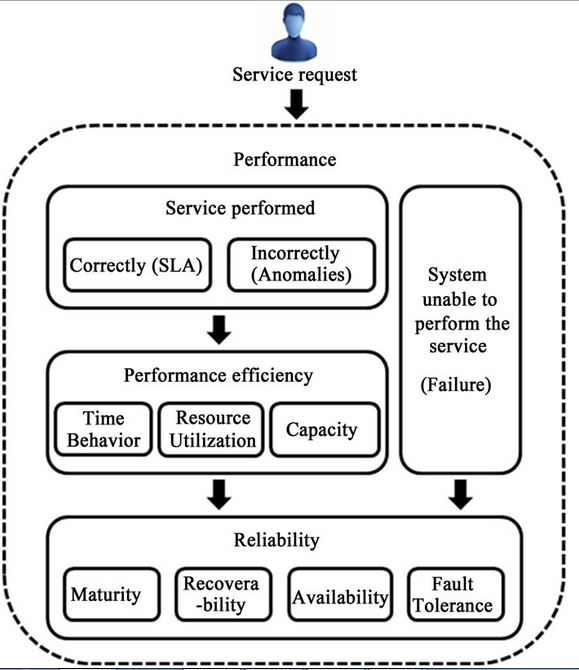 Service request
Performance
Service performed
Correctly (SLA)
Incorrectly
(Anomalies)
System
unable to
perform the
service
(Failure)
Performance efficiency
Time
Behavior
Resource
Utilization
Capacity
Reliability
Maturity
Recovera
-bility
Availability
Fault
Tolerance